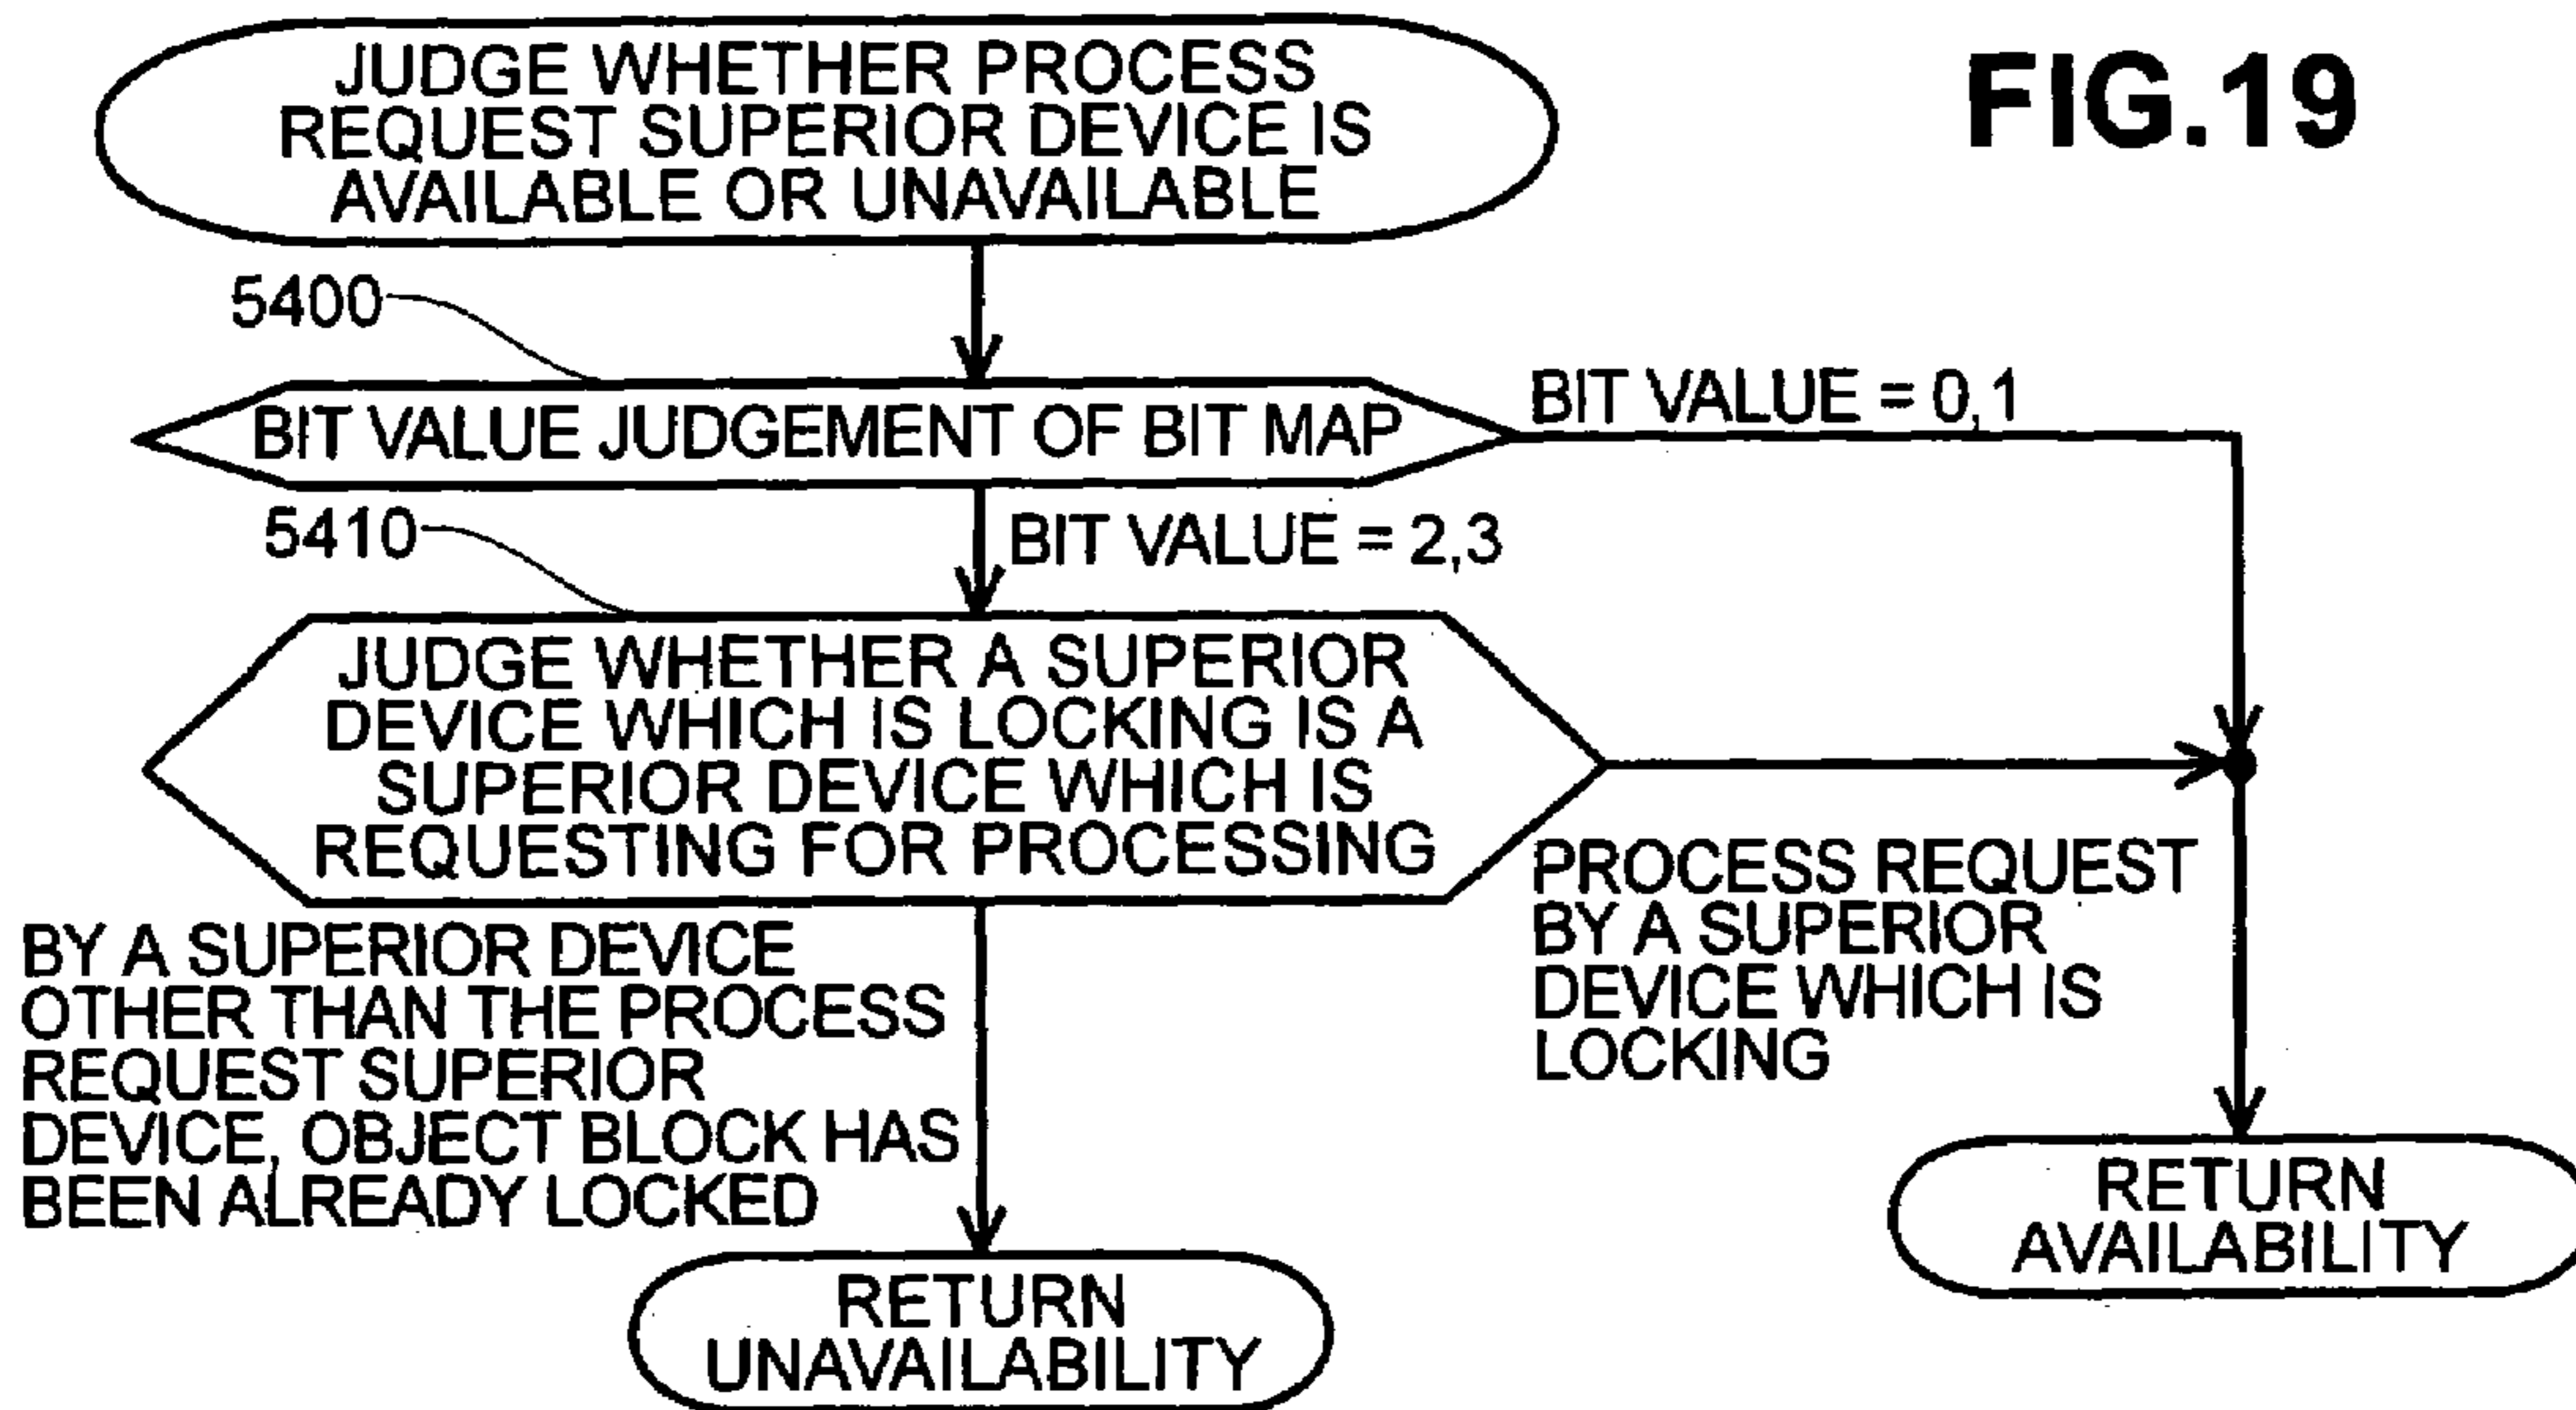 FIG.19
JUDGE WHETHER PROCESS
REQUEST SUPERIOR DEVICE IS
AVAILABLE OR UNAVAILABLE
5400
BIT VALUE JUDGEMENT OF BIT MAP
BIT VALUE = 0,1
5410
BIT VALUE = 2,3
JUDGE WHETHER A SUPERIOR
DEVICE WHICH IS LOCKING IS A
SUPERIOR DEVICE WHICH IS
REQUESTING FOR PROCESSING
PROCESS REQUEST
BY A SUPERIOR
DEVICE WHICH IS
LOCKING
BY A SUPERIOR DEVICE
OTHER THAN THE PROCESS
REQUEST SUPERIOR
DEVICE, OBJECT BLOCK HAS
BEEN ALREADY LOCKED
RETURN
AVAILABILITY
RETURN
UNAVAILABILITY